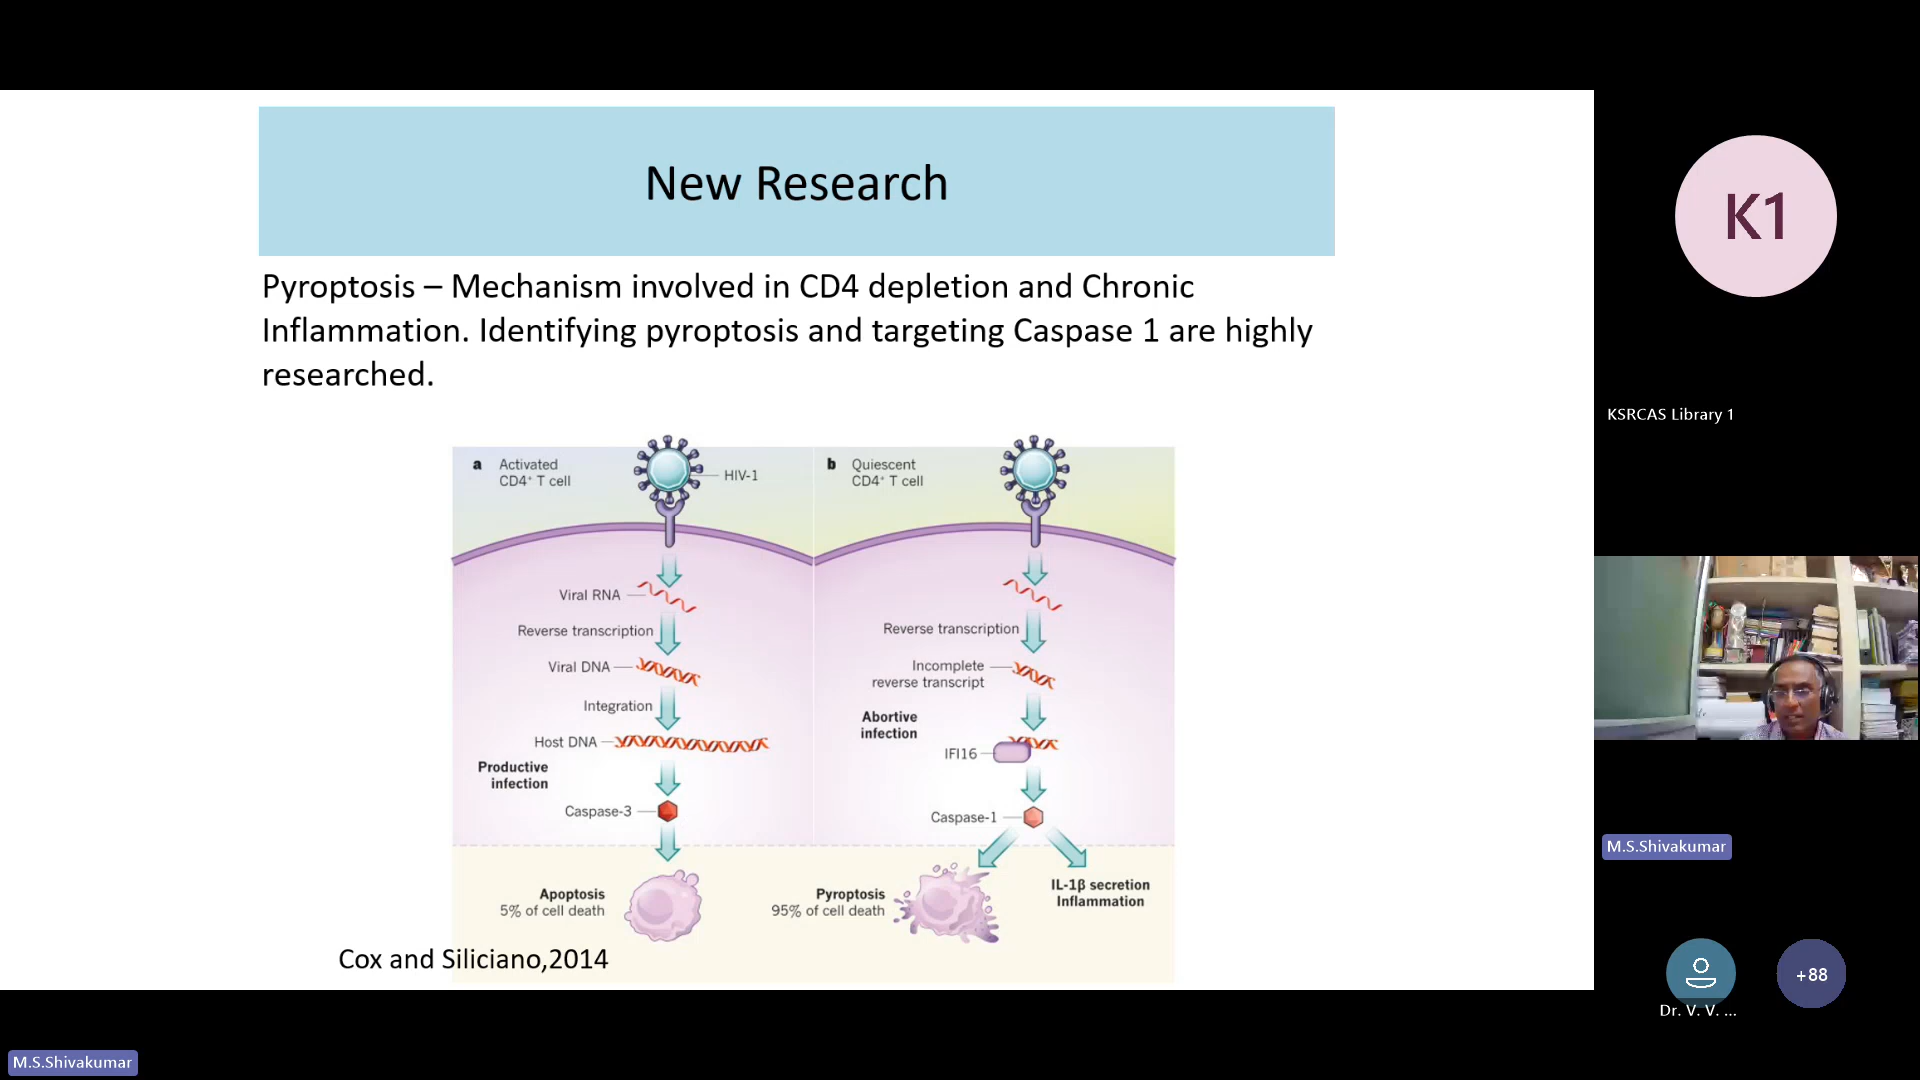 New Research
Pyroptosis – Mechanism involved in CD4 depletion and Chronic
Inflammation. Identifying pyroptosis and targeting Caspase 1 are highly
researched.
a Activated
CD4⁺ T cell
HIV-1
Viral RNA
Reverse transcription
Viral DNA
Integration
Host DNA
Productive
infection
Caspase-3
Apoptosis
5% of cell death
b Quiescent
CD4⁺ T cell
Reverse transcription
Incomplete
reverse transcript
Abortive
infection
IFI16
Caspase-1
Pyroptosis
95% of cell death
IL-1β secretion
Inflammation
Cox and Siliciano,2014
K1
KSRCAS Library 1
M.S.Shivakumar
Dr. V. V. ...
+88
M.S.Shivakumar